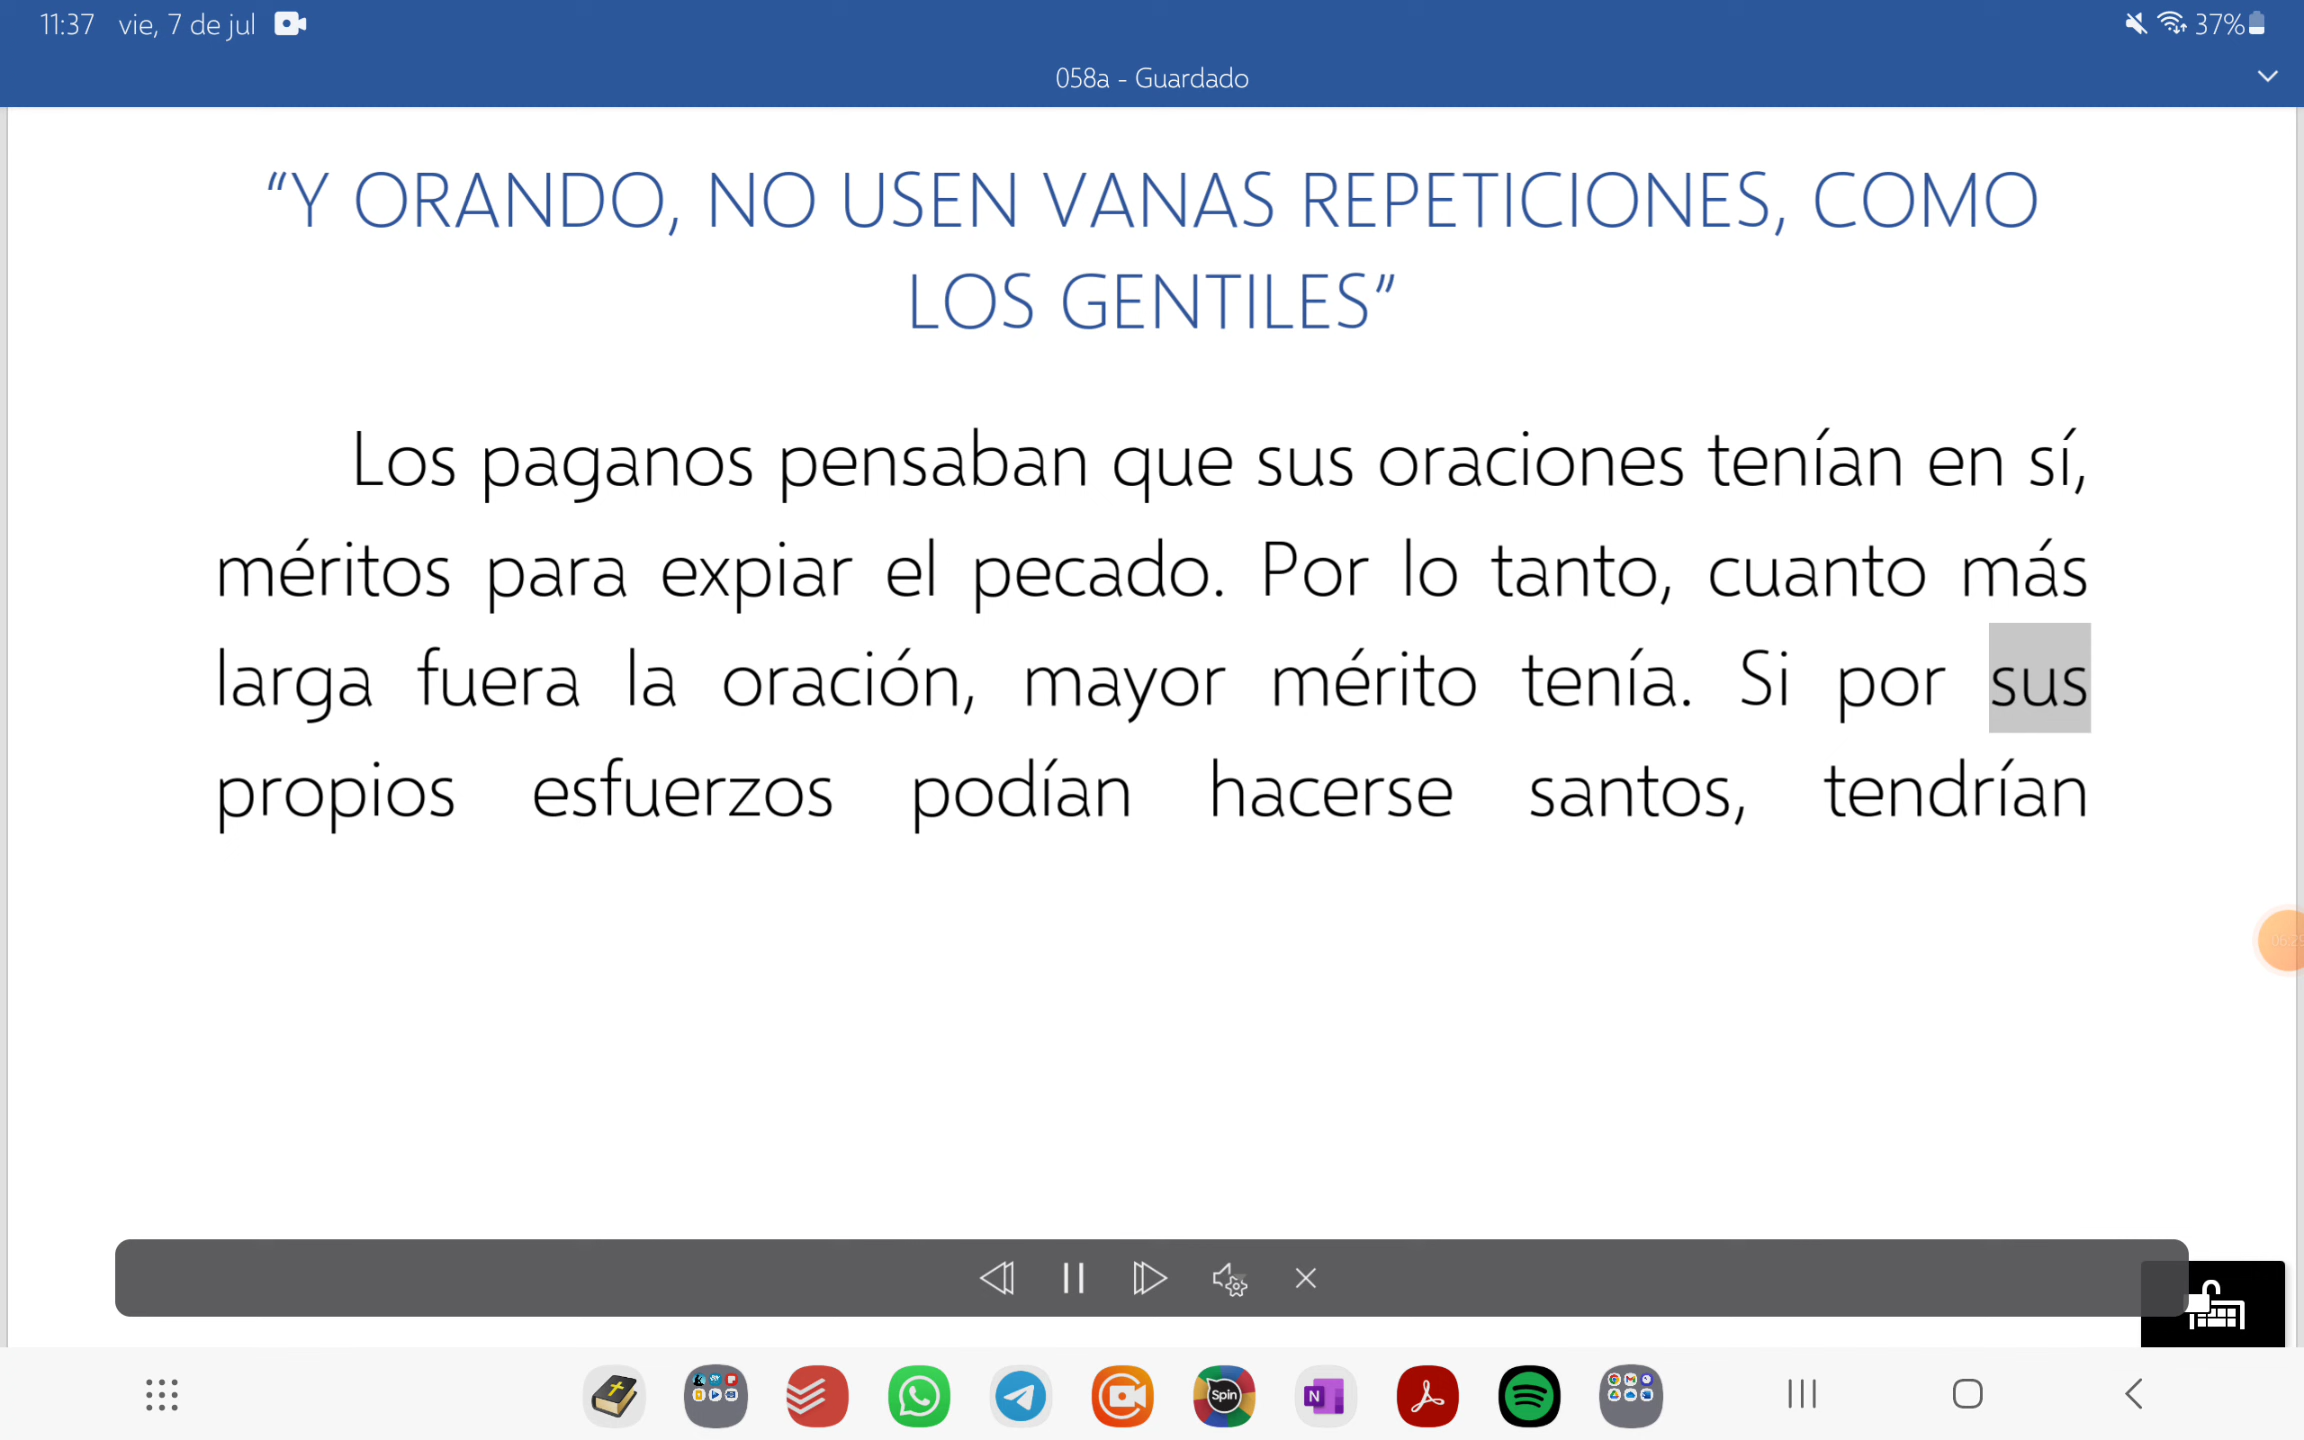 11:37 vie, 7 de jul
37%
058a - Guardado
“Y ORANDO, NO USEN VANAS REPETICIONES, COMO
LOS GENTILES”
Los paganos pensaban que sus oraciones tenían en sí,
méritos para expiar el pecado. Por lo tanto, cuanto más
larga fuera la oración, mayor mérito tenía. Si por sus
propios esfuerzos podían hacerse santos, tendrían
Spin
N